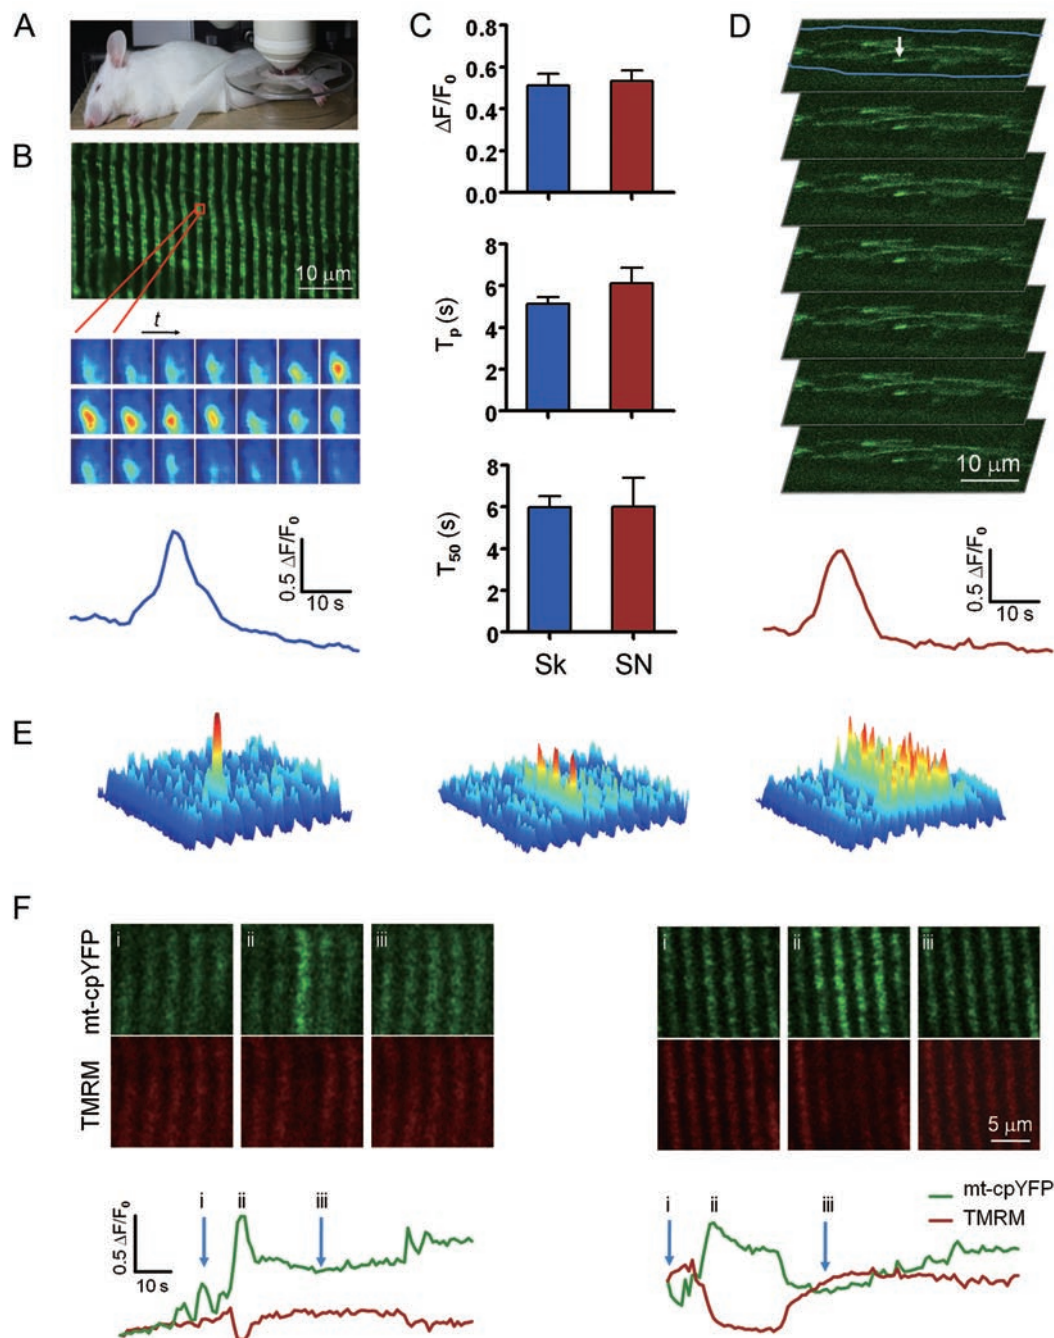 A
B
10 μm
t
0.5 ΔF/F0
10 s
C
ΔF/F0
0.8
0.6
0.4
0.2
0.0
Tp (s)
8
6
4
2
0
T50 (s)
8
6
4
2
0
Sk
SN
D
10 μm
0.5 ΔF/F0
10 s
E
F
mt-cpYFP
TMRM
i
ii
iii
i
ii
iii
5 μm
i
ii
iii
0.5 ΔF/F0
10 s
i
ii
iii
mt-cpYFP
TMRM